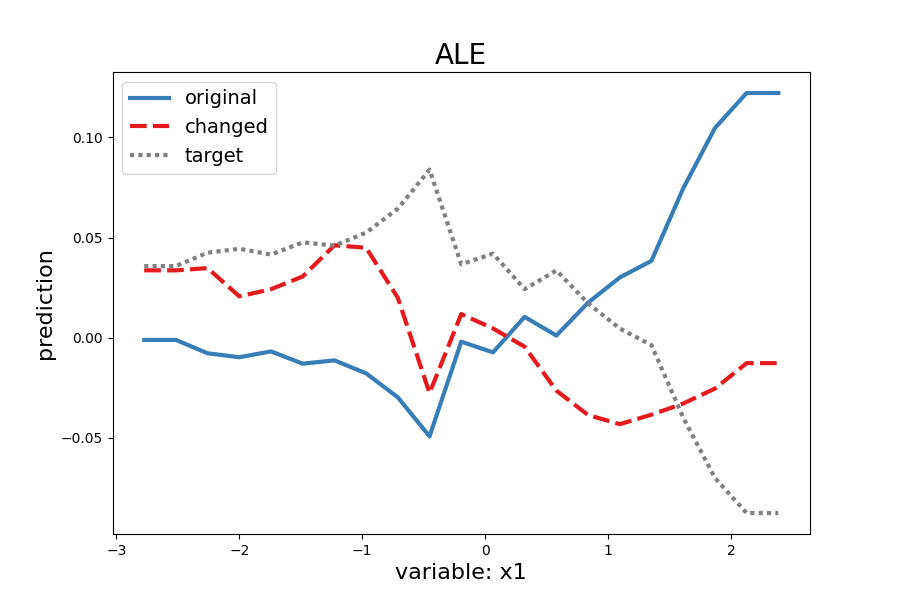 ALE
original
changed
target
prediction
0.10
0.05
0.00
−0.05
−3
−2
−1
0
1
2
variable: x1